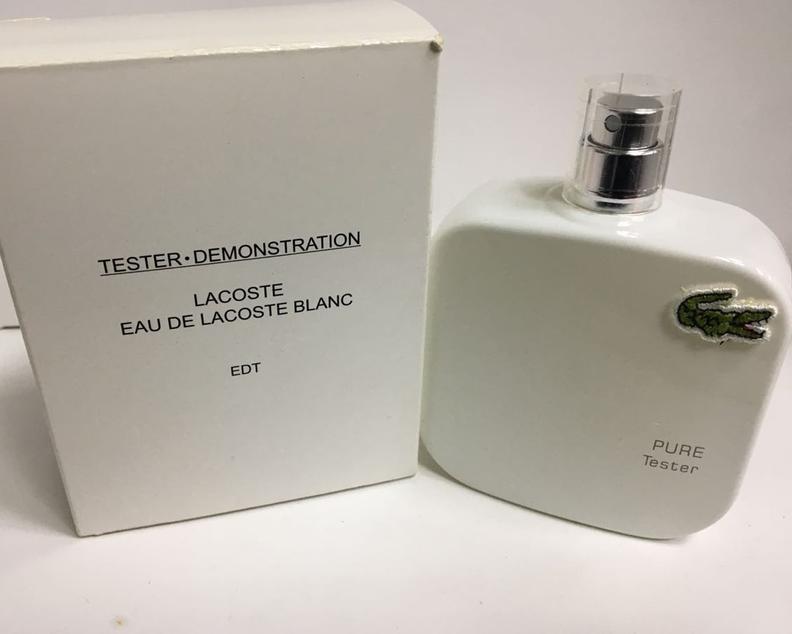 TESTER•DEMONSTRATION
LACOSTE
EAU DE LACOSTE BLANC
EDT
PURE
Tester